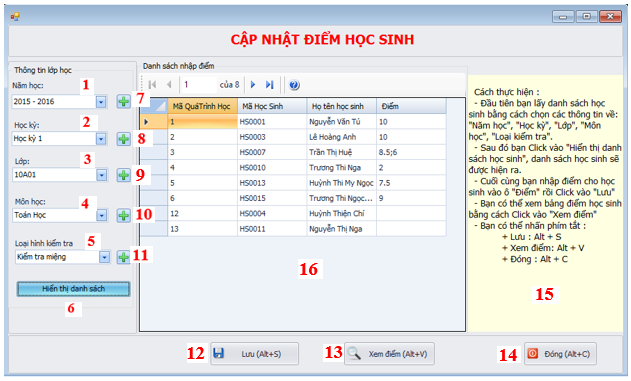 CẬP NHẬT ĐIỂM HỌC SINH
Thông tin lớp học
Năm học: 1
2015 - 2016 7
Học kỳ: 2
Học kỳ 1 8
Lớp: 3
10A01 9
Môn học: 4
Toán Học 10
Loại hình kiểm tra 5
Kiểm tra miệng 11
Hiển thị danh sách
6
Danh sách nhập điểm
1 của 8
Mã QuáTrình Học Mã Học Sinh Họ tên học sinh Điểm
1 HS0001 Nguyễn Văn Tú 10
2 HS0003 Lê Hoàng Anh 10
3 HS0007 Trần Thị Huệ 8.5;6
4 HS0010 Trương Thi Nga 2
5 HS0013 Huỳnh Thi My Ngọc 7.5
6 HS0015 Trương Thi Ngọc... 9
12 HS0004 Huỳnh Thiện Chí
13 HS0011 Nguyễn Thị Nga
16
Cách thực hiện :
- Đầu tiên bạn lấy danh sách học
sinh bằng cách chọn các thông tin về:
"Năm học", "Học kỳ", "Lớp", "Môn
học", "Loại kiểm tra".
- Sau đó bạn Click vào "Hiển thị danh
sách học sinh", danh sách học sinh sẽ
được hiện ra.
- Cuối cùng bạn nhập điểm cho học
sinh vào ô "Điểm" rồi Click vào "Lưu"
- Bạn có thể xem bảng điểm học sinh
bằng cách Click vào "Xem điểm"
- Bạn có thể nhấn phím tắt :
+ Lưu : Alt + S
+ Xem điểm: Alt + V
+ Đóng : Alt + C
15
12 Lưu (Alt+S) 13 Xem điểm (Alt+V) 14 Đóng (Alt+C)